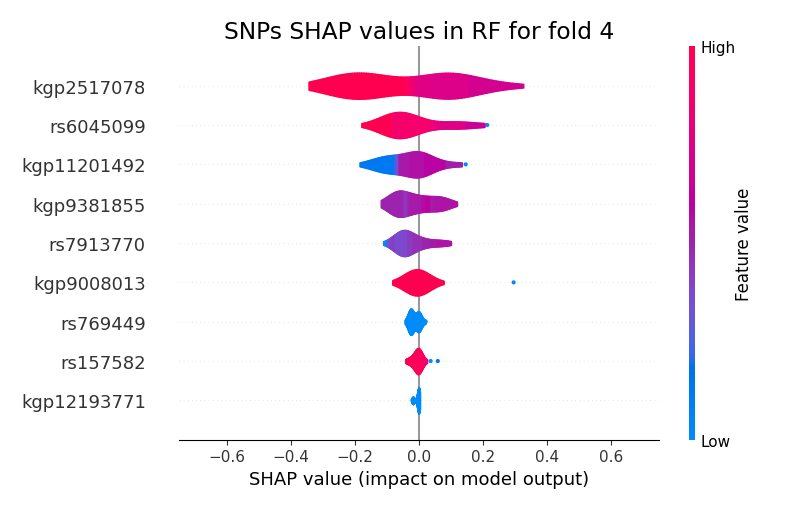 SNPs SHAP values in RF for fold 4
High
kgp2517078
rs6045099
kgp11201492
kgp9381855
rs7913770
kgp9008013
rs769449
rs157582
kgp12193771
Feature value
Low
−0.6 −0.4 −0.2 0.0 0.2 0.4 0.6
SHAP value (impact on model output)